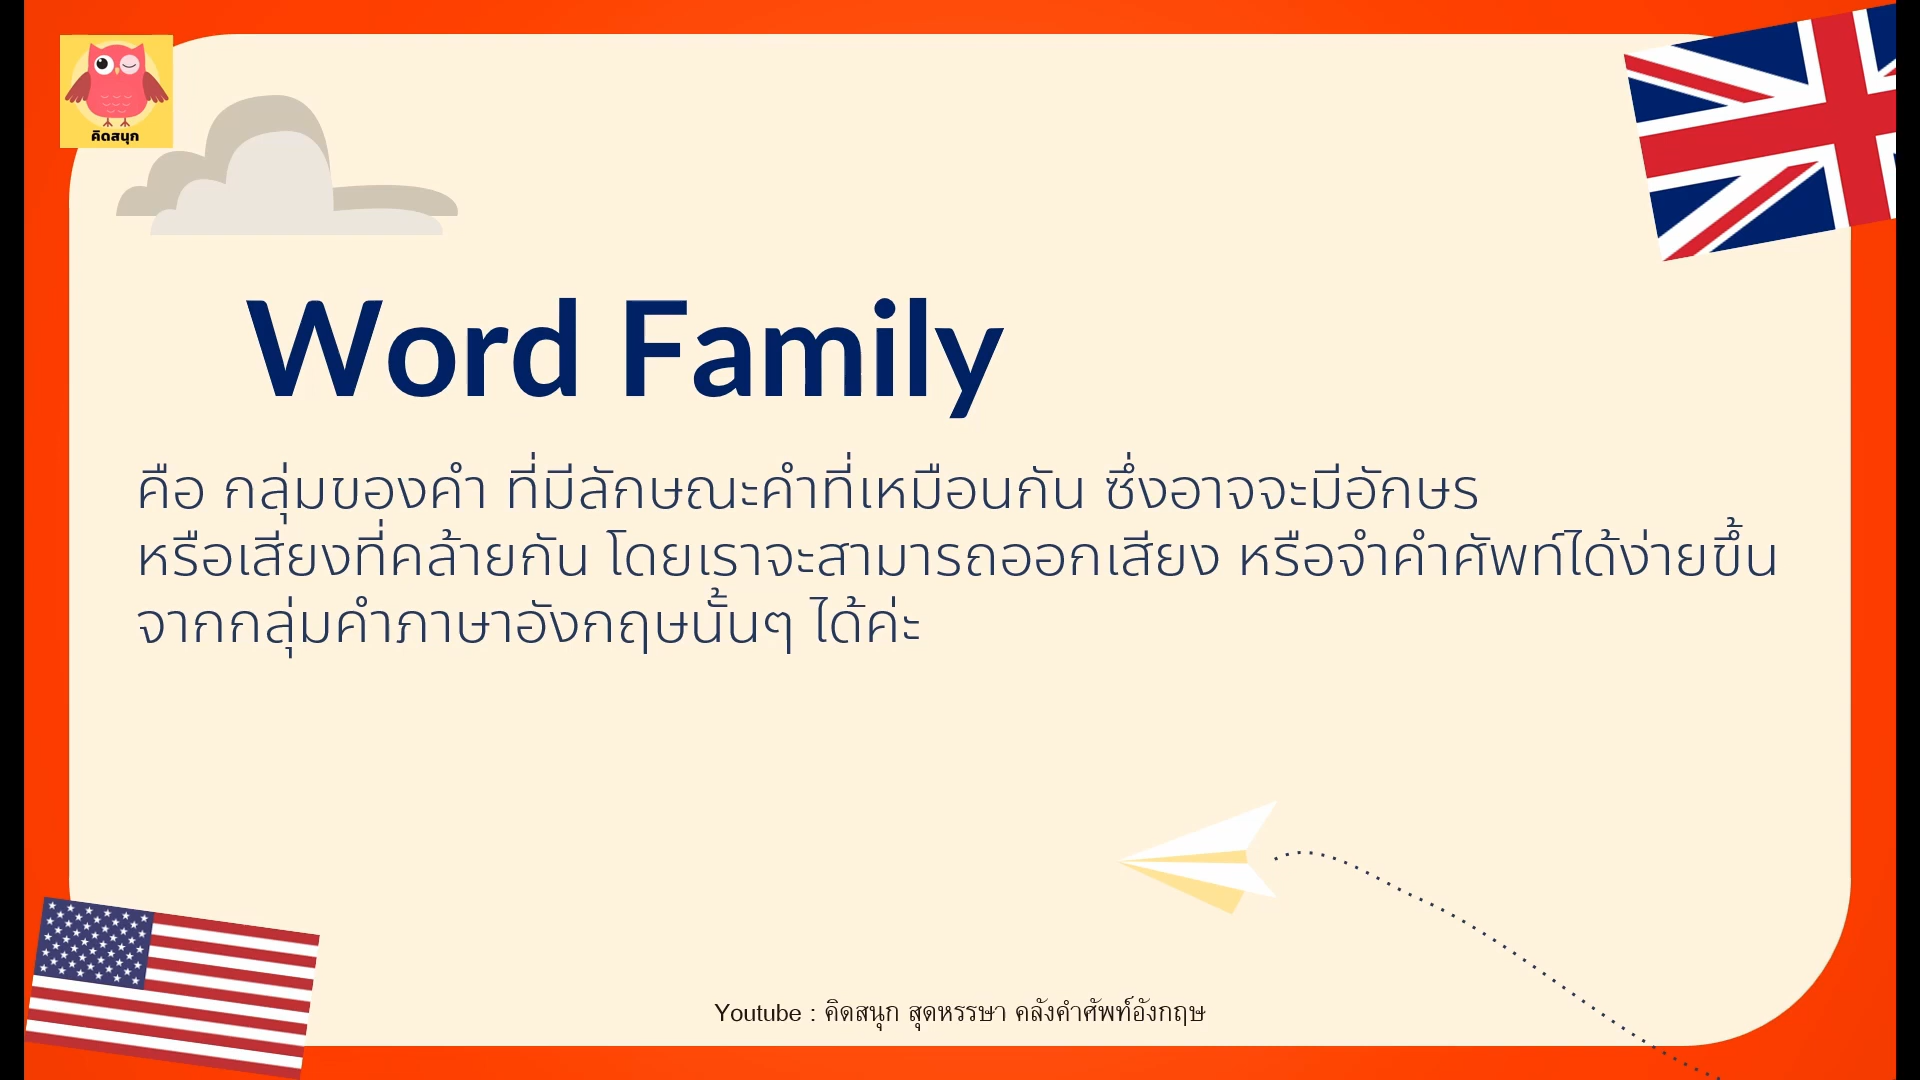 คิดสนุก
Word Family
คือ กลุ่มของคำ ที่มีลักษณะคำที่เหมือนกัน ซึ่งอาจจะมีอักษร
หรือเสียงที่คล้ายกัน โดยเราจะสามารถออกเสียง หรือจำคำศัพท์ได้ง่ายขึ้น
จากกลุ่มคำภาษาอังกฤษนั้นๆ ได้ค่ะ
Youtube : คิดสนุก สุดหรรษา คลังคำศัพท์อังกฤษ